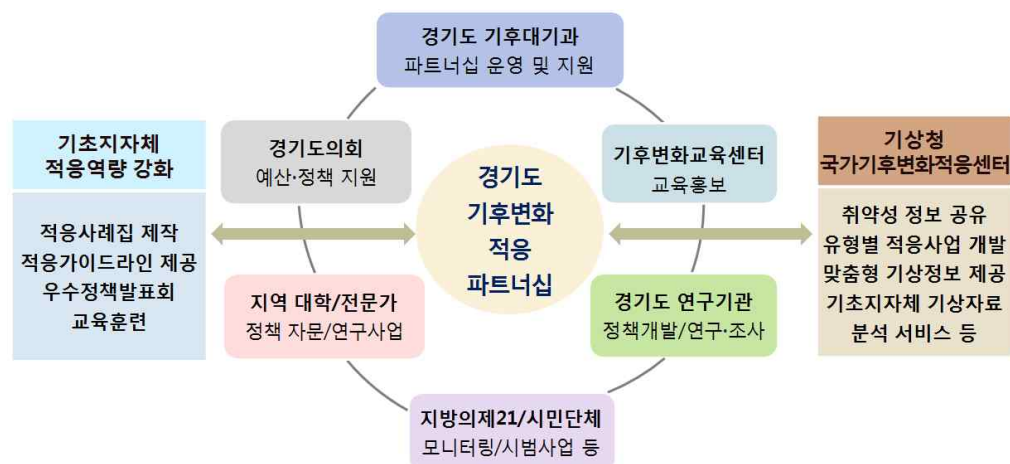 경기도 기후대기과
파트너십 운영 및 지원
기초지자체
적응역량 강화
적응사례집 제작
적응가이드라인 제공
우수정책발표회
교육훈련
경기도의회
예산·정책 지원
기후변화교육센터
교육홍보
경기도
기후변화
적응
파트너십
지역 대학/전문가
정책 자문/연구사업
경기도 연구기관
정책개발/연구·조사
지방의제21/시민단체
모니터링/시범사업 등
기상청
국가기후변화적응센터
취약성 정보 공유
유형별 적응사업 개발
맞춤형 기상정보 제공
기초지자체 기상자료
분석 서비스 등